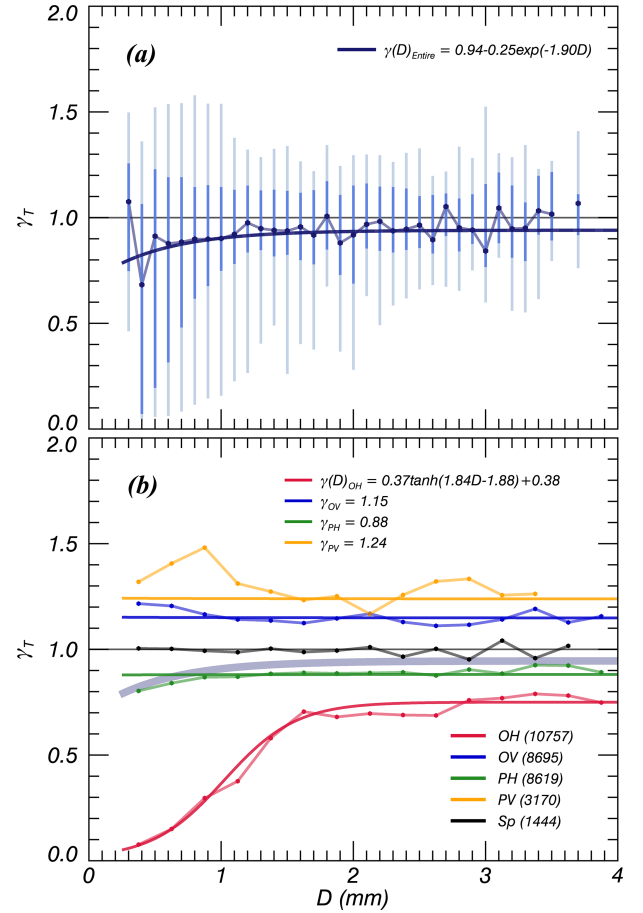 2.0
(a)
γ(D)Entire = 0.94-0.25exp(-1.90D)
1.5
γT
1.0
0.5
0.0
2.0
(b)
γ(D)OH = 0.37tanh(1.84D-1.88)+0.38
γOV = 1.15
γPH = 0.88
γPV = 1.24
1.5
γT
1.0
OH (10757)
OV (8695)
0.5
PH (8619)
PV (3170)
Sp (1444)
0.0
0 1 2 3 4
D (mm)